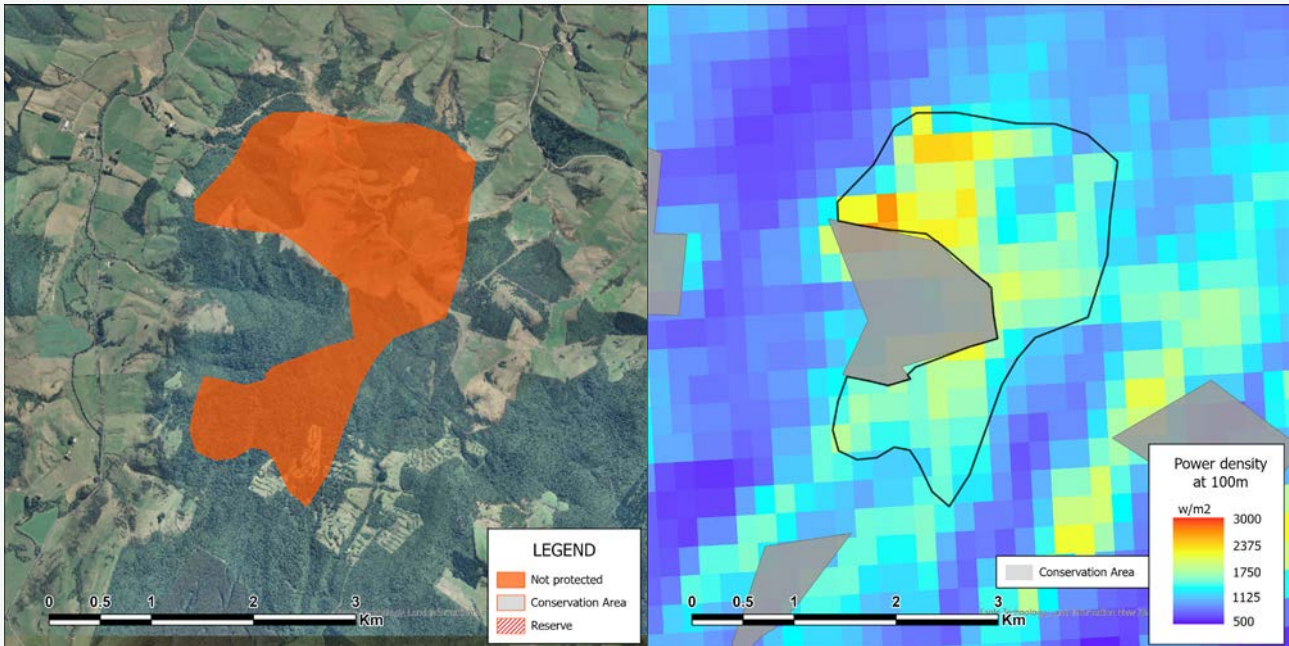 LEGEND
Not protected
Conservation Area
Reserve
0 0.5 1 2 3
Km
Power density
at 100m
w/m2
3000
2375
1750
1125
500
Conservation Area
0 0.5 1 2 3
Km